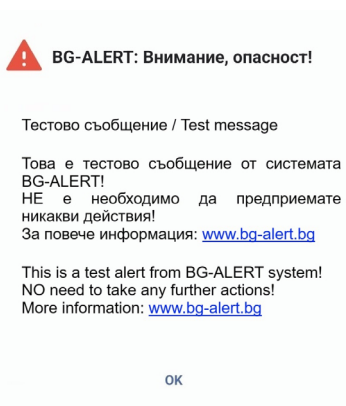 BG-ALERT: Внимание, опасност!
Тестово съобщение / Test message
Това е тестово съобщение от системата
BG-ALERT!
НЕ е необходимо да предприемате
никакви действия!
За повече информация: www.bg-alert.bg
This is a test alert from BG-ALERT system!
NO need to take any further actions!
More information: www.bg-alert.bg
OK